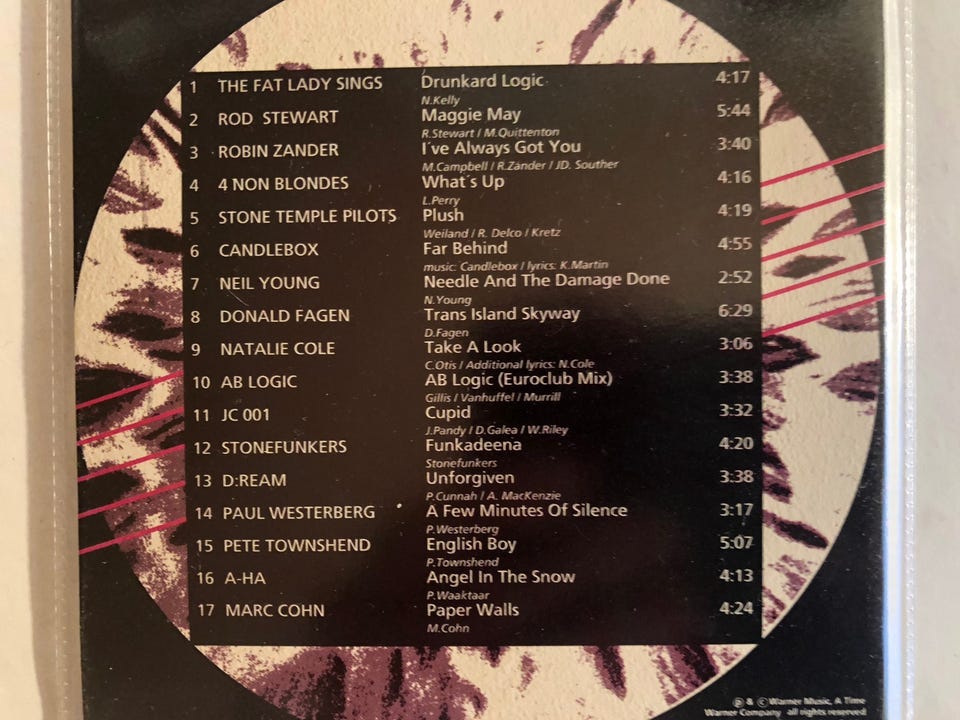 1 THE FAT LADY SINGS Drunkard Logic 4:17
N.Kelly
2 ROD STEWART Maggie May 5:44
R.Stewart / M.Quittenton
3 ROBIN ZANDER I´ve Always Got You 3:40
M.Campbell / R.Zander / JD. Souther
4 4 NON BLONDES What´s Up 4:16
L.Perry
5 STONE TEMPLE PILOTS Plush 4:19
Weiland / R. Delco / Kretz
6 CANDLEBOX Far Behind 4:55
music: Candlebox / lyrics: K.Martin
7 NEIL YOUNG Needle And The Damage Done 2:52
N.Young
8 DONALD FAGEN Trans Island Skyway 6:29
D.Fagen
9 NATALIE COLE Take A Look 3:06
C.Otis / Additional lyrics: N.Cole
10 AB LOGIC AB Logic (Euroclub Mix) 3:38
Gillis / Vanhuffel / Murrill
11 JC 001 Cupid 3:32
J.Pandy / D.Galea / W.Riley
12 STONEFUNKERS Funkadeena 4:20
Stonefunkers
13 D:REAM Unforgiven 3:38
P.Cunnah / A. MacKenzie
14 PAUL WESTERBERG A Few Minutes Of Silence 3:17
P.Westerberg
15 PETE TOWNSHEND English Boy 5:07
P.Townshend
16 A-HA Angel In The Snow 4:13
P.Waaktaar
17 MARC COHN Paper Walls 4:24
M.Cohn
℗ & © Warner Music, A Time
Warner Company all rights reserved